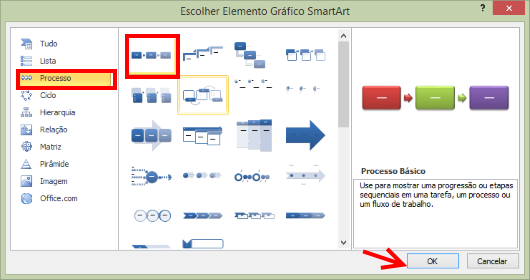 Escolher Elemento Gráfico SmartArt
?
Tudo
Lista
Processo
Ciclo
Hierarquia
Relação
Matriz
Pirâmide
Imagem
Office.com
Processo Básico
Use para mostrar uma progressão ou etapas
sequenciais em uma tarefa, um processo ou
um fluxo de trabalho.
OK
Cancelar